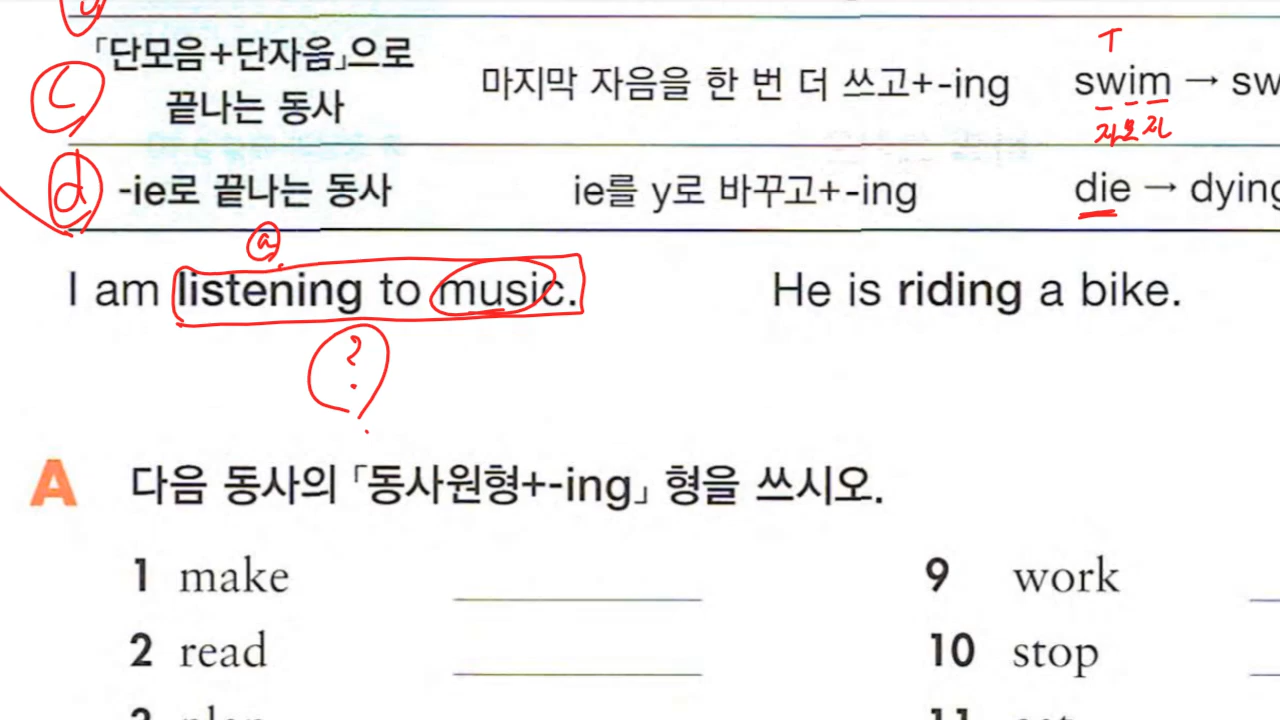 「단모음+단자음」으로
끝나는 동사
마지막 자음을 한 번 더 쓰고+-ing
T
swim → sw
자모자
c
d
-ie로 끝나는 동사
ie를 y로 바꾸고+-ing
die → dying
a
I am listening to music.
He is riding a bike.
?
A 다음 동사의 「동사원형+-ing」 형을 쓰시오.
1 make
9 work
2 read
10 stop